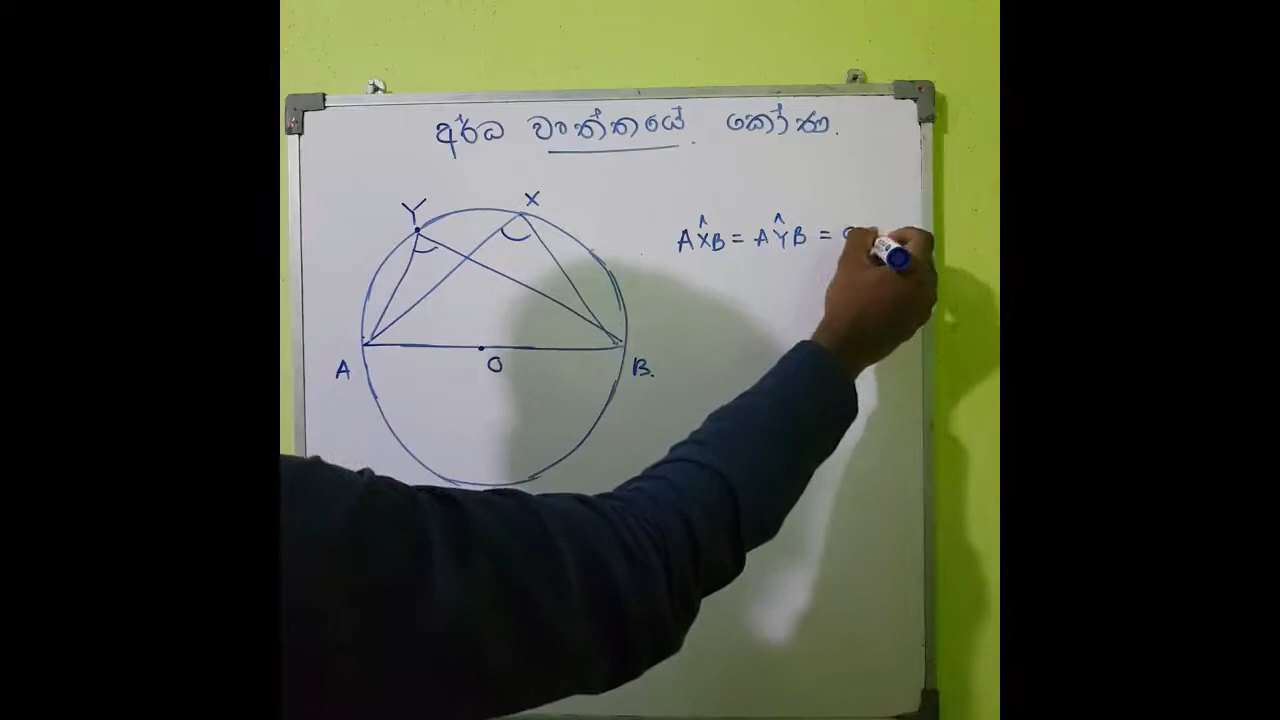 අර්ධ වෘත්තයේ කෝණ.
Y X
AX̂B = AŶB =
A O B.